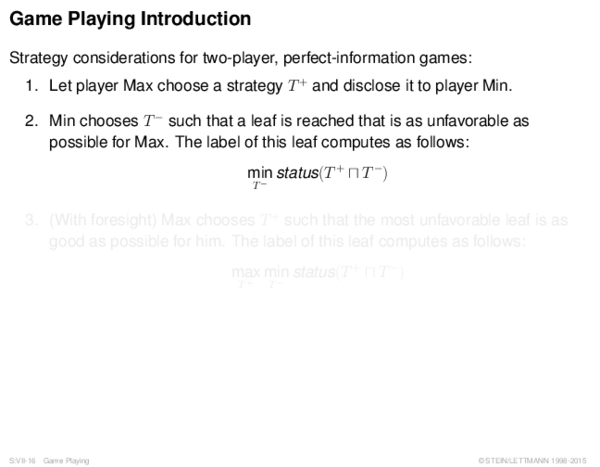 Game Playing Introduction
Strategy considerations for two-player, perfect-information games:
1. Let player Max choose a strategy T⁺ and disclose it to player Min.
2. Min chooses T⁻ such that a leaf is reached that is as unfavorable as
possible for Max. The label of this leaf computes as follows:
min status(T⁺ ⊓ T⁻)
T⁻
3. (With foresight) Max chooses T⁺ such that the most unfavorable leaf is as
good as possible for him. The label of this leaf computes as follows:
max min status(T⁺ ⊓ T⁻)
T⁺ T⁻
S:VII-16 Game Playing
©STEIN/LETTMANN 1998-2015